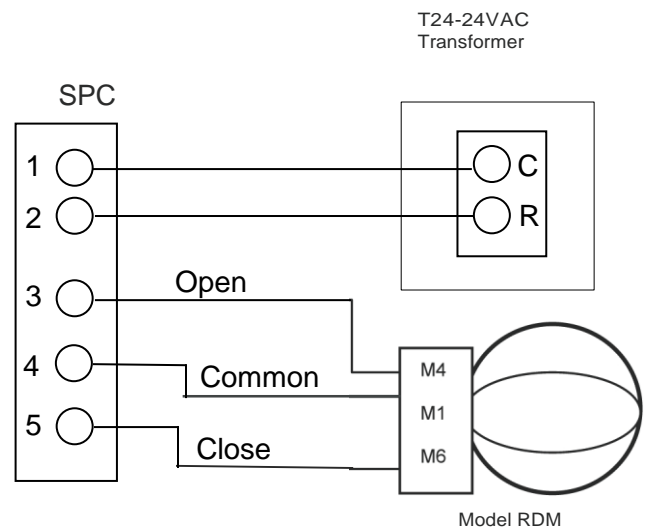 T24-24VAC
Transformer
SPC
1
C
2
R
3
Open
4
Common
M4
M1
5
Close
M6
Model RDM